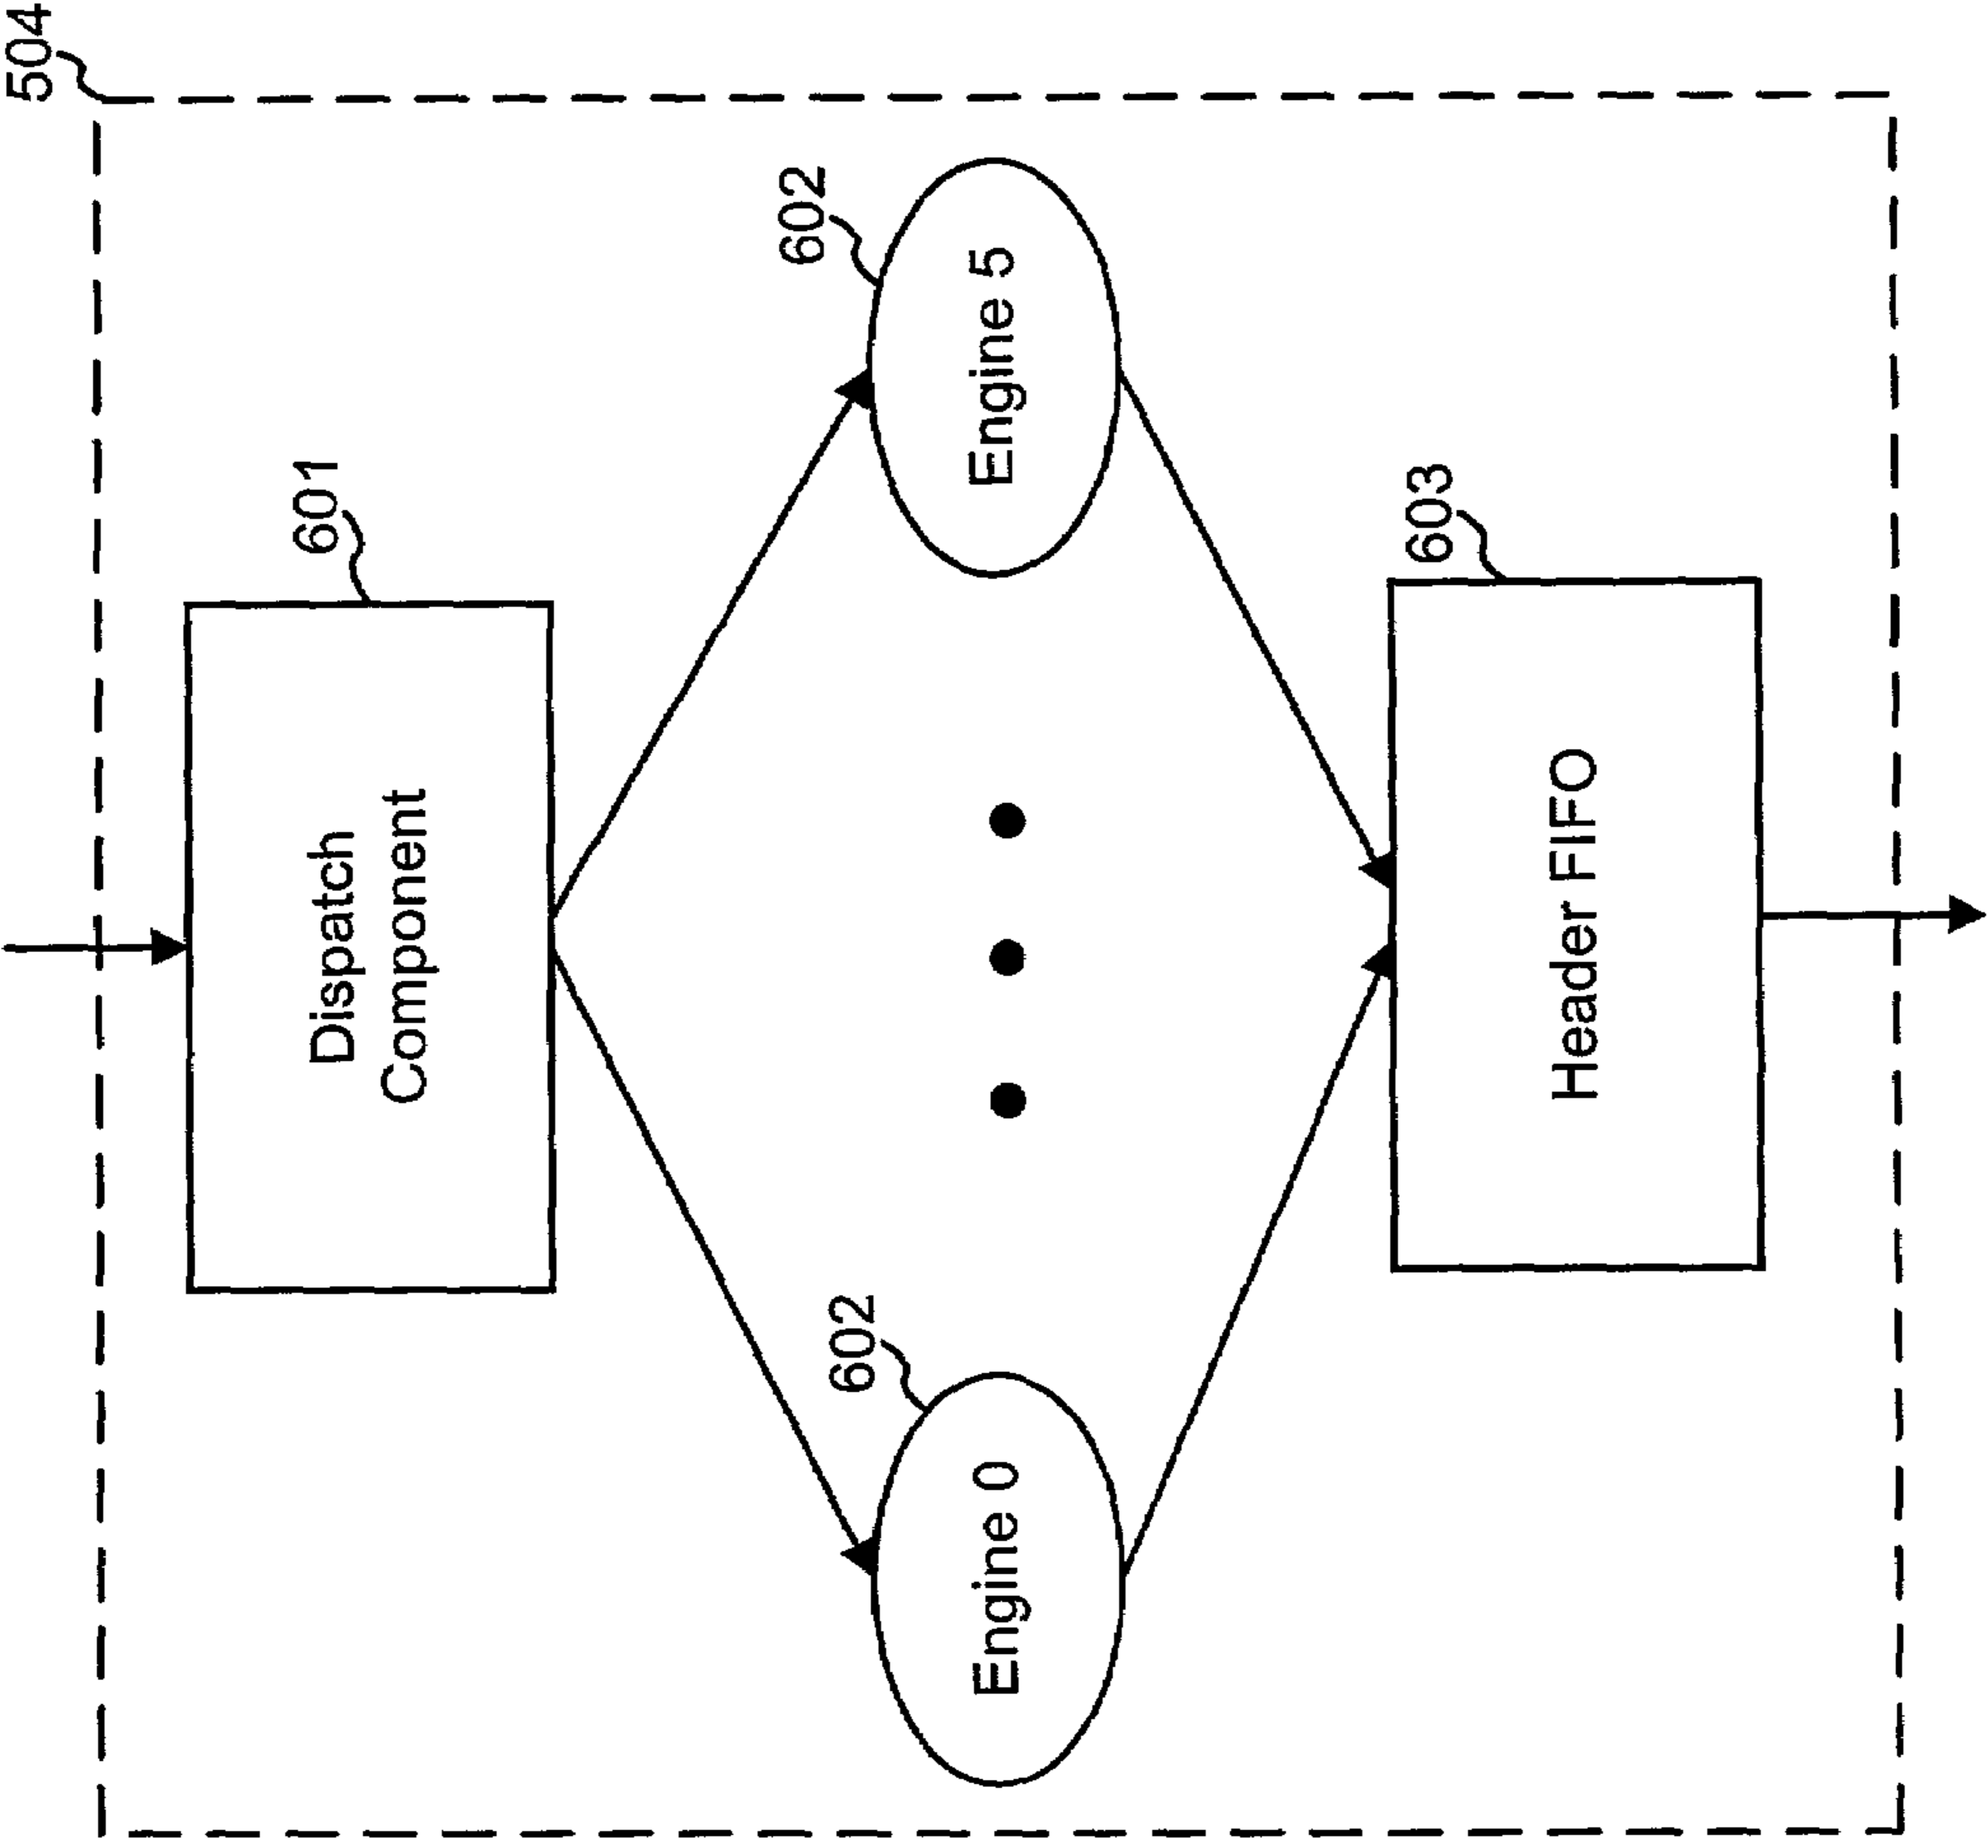 504
601
Dispatch
Component
602
Engine 0
602
Engine 5
603
Header FIFO